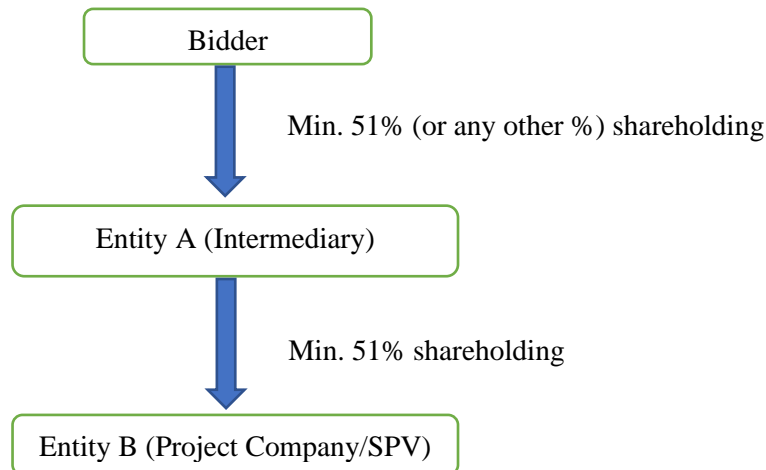 Bidder
Min. 51% (or any other %) shareholding
Entity A (Intermediary)
Min. 51% shareholding
Entity B (Project Company/SPV)